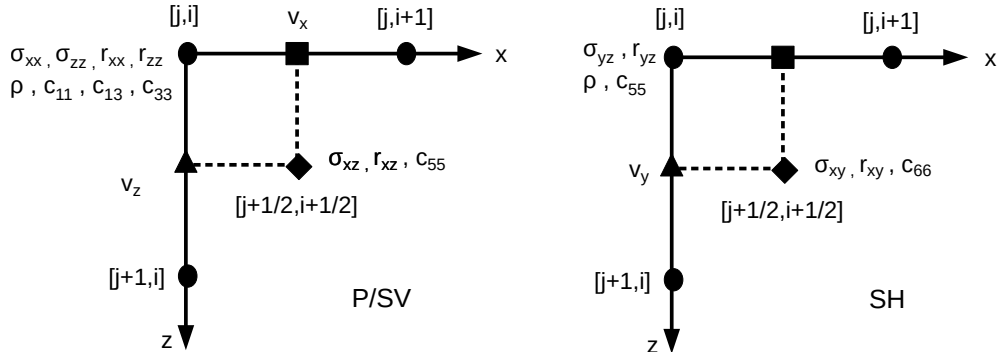 [j,i] v_x [j,i+1]
σ_xx , σ_zz , r_xx , r_zz
x
ρ , c_11 , c_13 , c_33
σ_xz , r_xz , c_55
v_z
[j+1/2,i+1/2]
[j+1,i]
P/SV
z
[j,i] [j,i+1]
σ_yz , r_yz
x
ρ , c_55
σ_xy , r_xy , c_66
v_y
[j+1/2,i+1/2]
[j+1,i]
SH
z